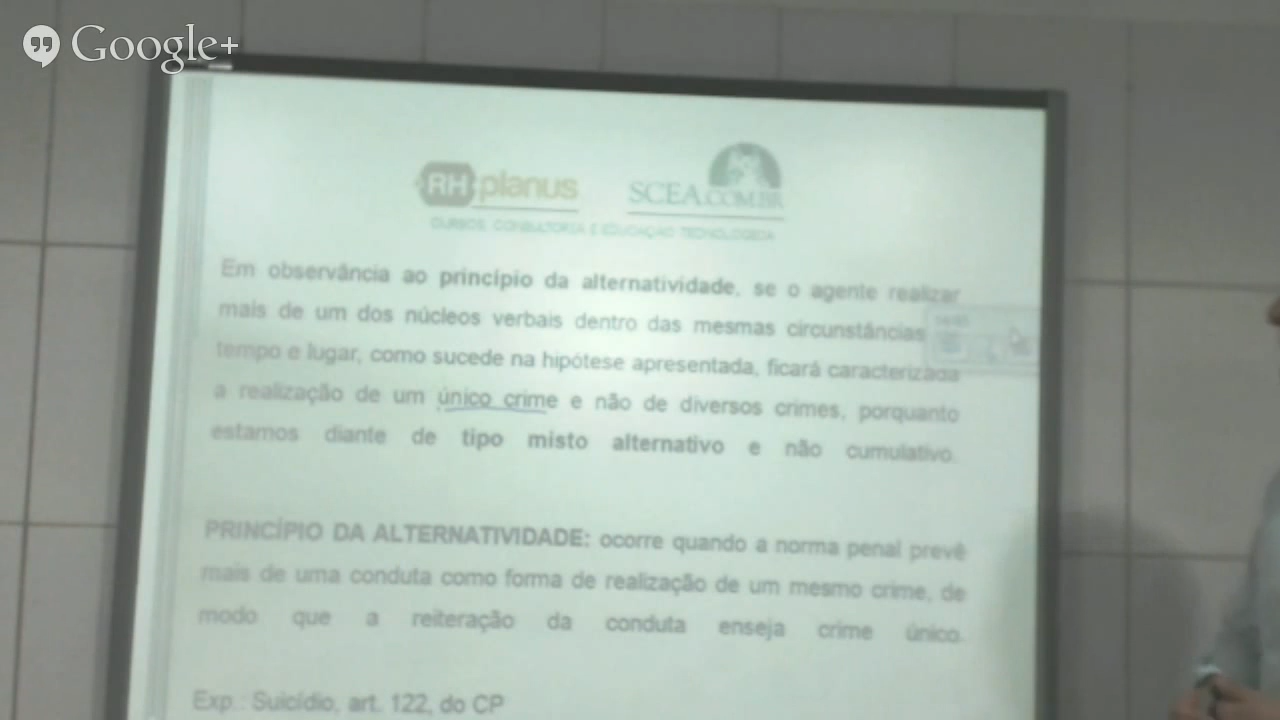 Google+
RH planus
SCEA.COM.BR
CURSOS, CONSULTORIA E EDUCAÇÃO TECNOLÓGICA
Em observância ao princípio da alternatividade, se o agente realizar
mais de um dos núcleos verbais dentro das mesmas circunstâncias
tempo e lugar, como sucede na hipótese apresentada, ficará caracterizada
a realização de um único crime e não de diversos crimes, porquanto
estamos diante de tipo misto alternativo e não cumulativo.
PRINCÍPIO DA ALTERNATIVIDADE: ocorre quando a norma penal prevê
mais de uma conduta como forma de realização de um mesmo crime, de
modo que a reiteração da conduta enseja crime único.
Exp.: Suicídio, art. 122, do CP